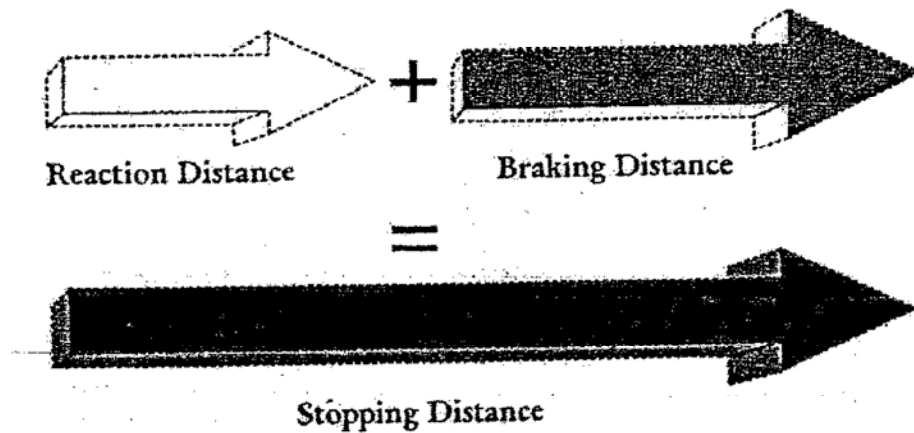 +
Reaction Distance
Braking Distance
=
Stopping Distance